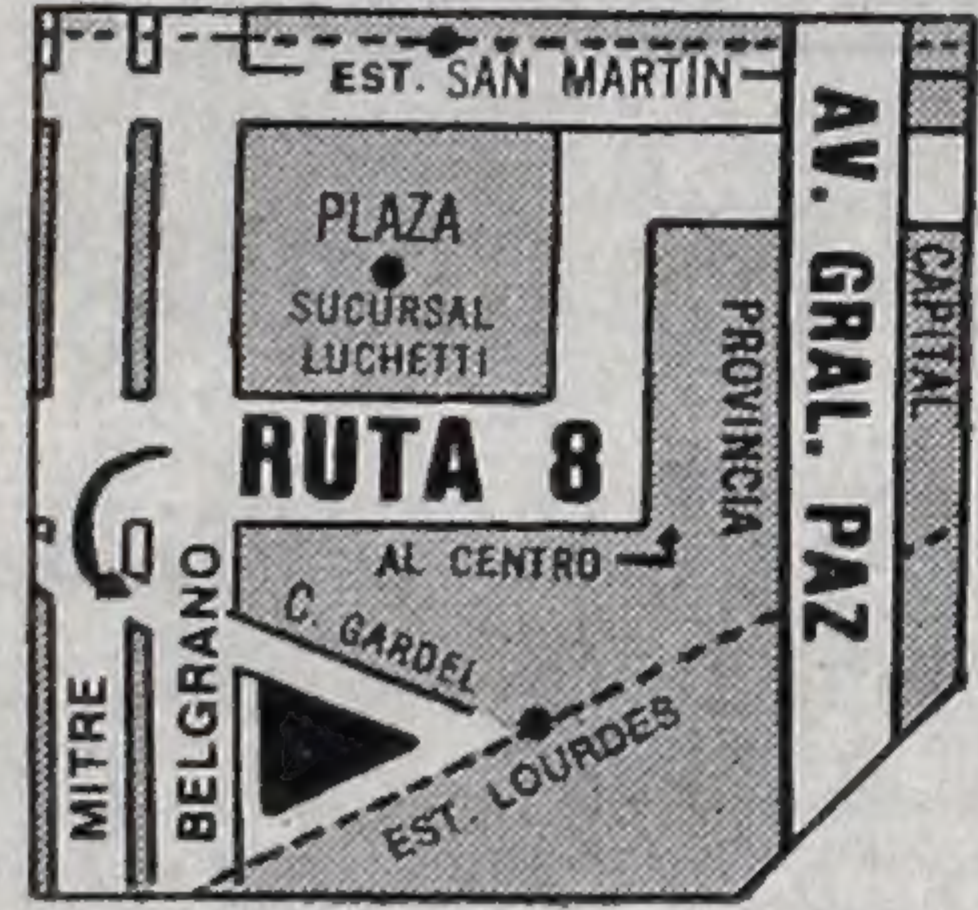 EST. SAN MARTIN
PLAZA
SUCURSAL
LUCHETTI
AV. GRAL. PAZ
CAPITAL
PROVINCIA
RUTA 8
AL CENTRO
C. GARDEL
MITRE
BELGRANO
EST. LOURDES